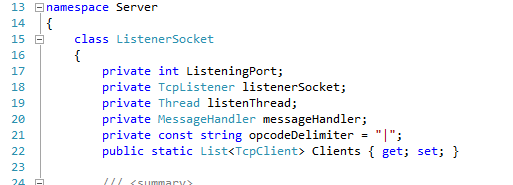 13 namespace Server
14 {
15 class ListenerSocket
16 {
17 private int ListeningPort;
18 private TcpListener listenerSocket;
19 private Thread listenThread;
20 private MessageHandler messageHandler;
21 private const string opcodeDelimiter = "|";
22 public static List<TcpClient> Clients { get; set; }
23
24 /// <summary>